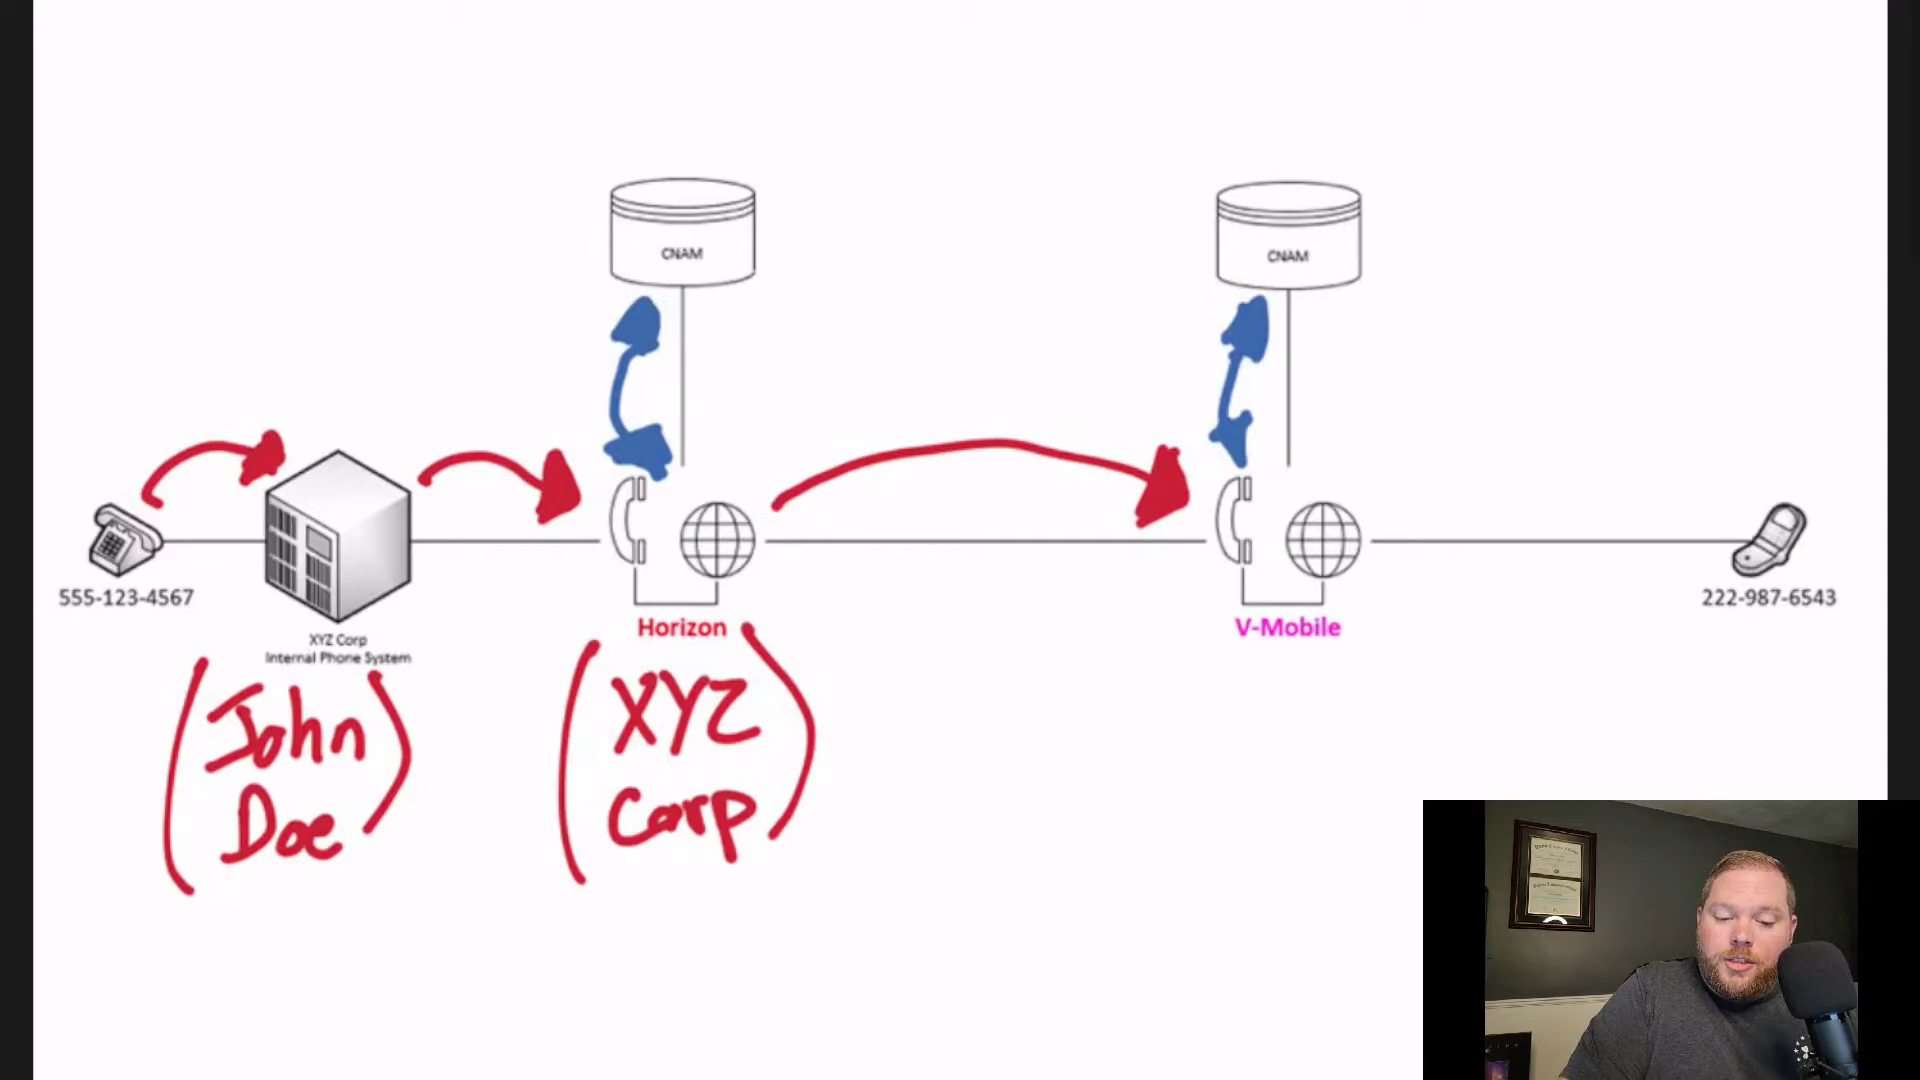 CNAM
CNAM
555-123-4567
XYZ Corp
Internal Phone System
Horizon
V-Mobile
222-987-6543
(John
Doe)
(XYZ
Corp)